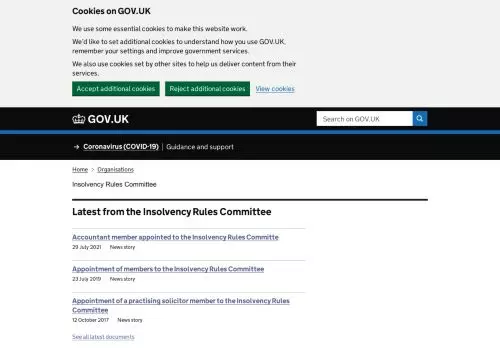 Cookies on GOV.UK
We use some essential cookies to make this website work.
We'd like to set additional cookies to understand how you use GOV.UK,
remember your settings and improve government services.
We also use cookies set by other sites to help us deliver content from their
services.
Accept additional cookies Reject additional cookies View cookies
GOV.UK Search on GOV.UK
→ Coronavirus (COVID-19) | Guidance and support
Home > Organisations
Insolvency Rules Committee
Latest from the Insolvency Rules Committee
Accountant member appointed to the Insolvency Rules Committe
29 July 2021 News story
Appointment of members to the Insolvency Rules Committee
23 July 2019 News story
Appointment of a practising solicitor member to the Insolvency Rules
Committee
12 October 2017 News story
See all latest documents